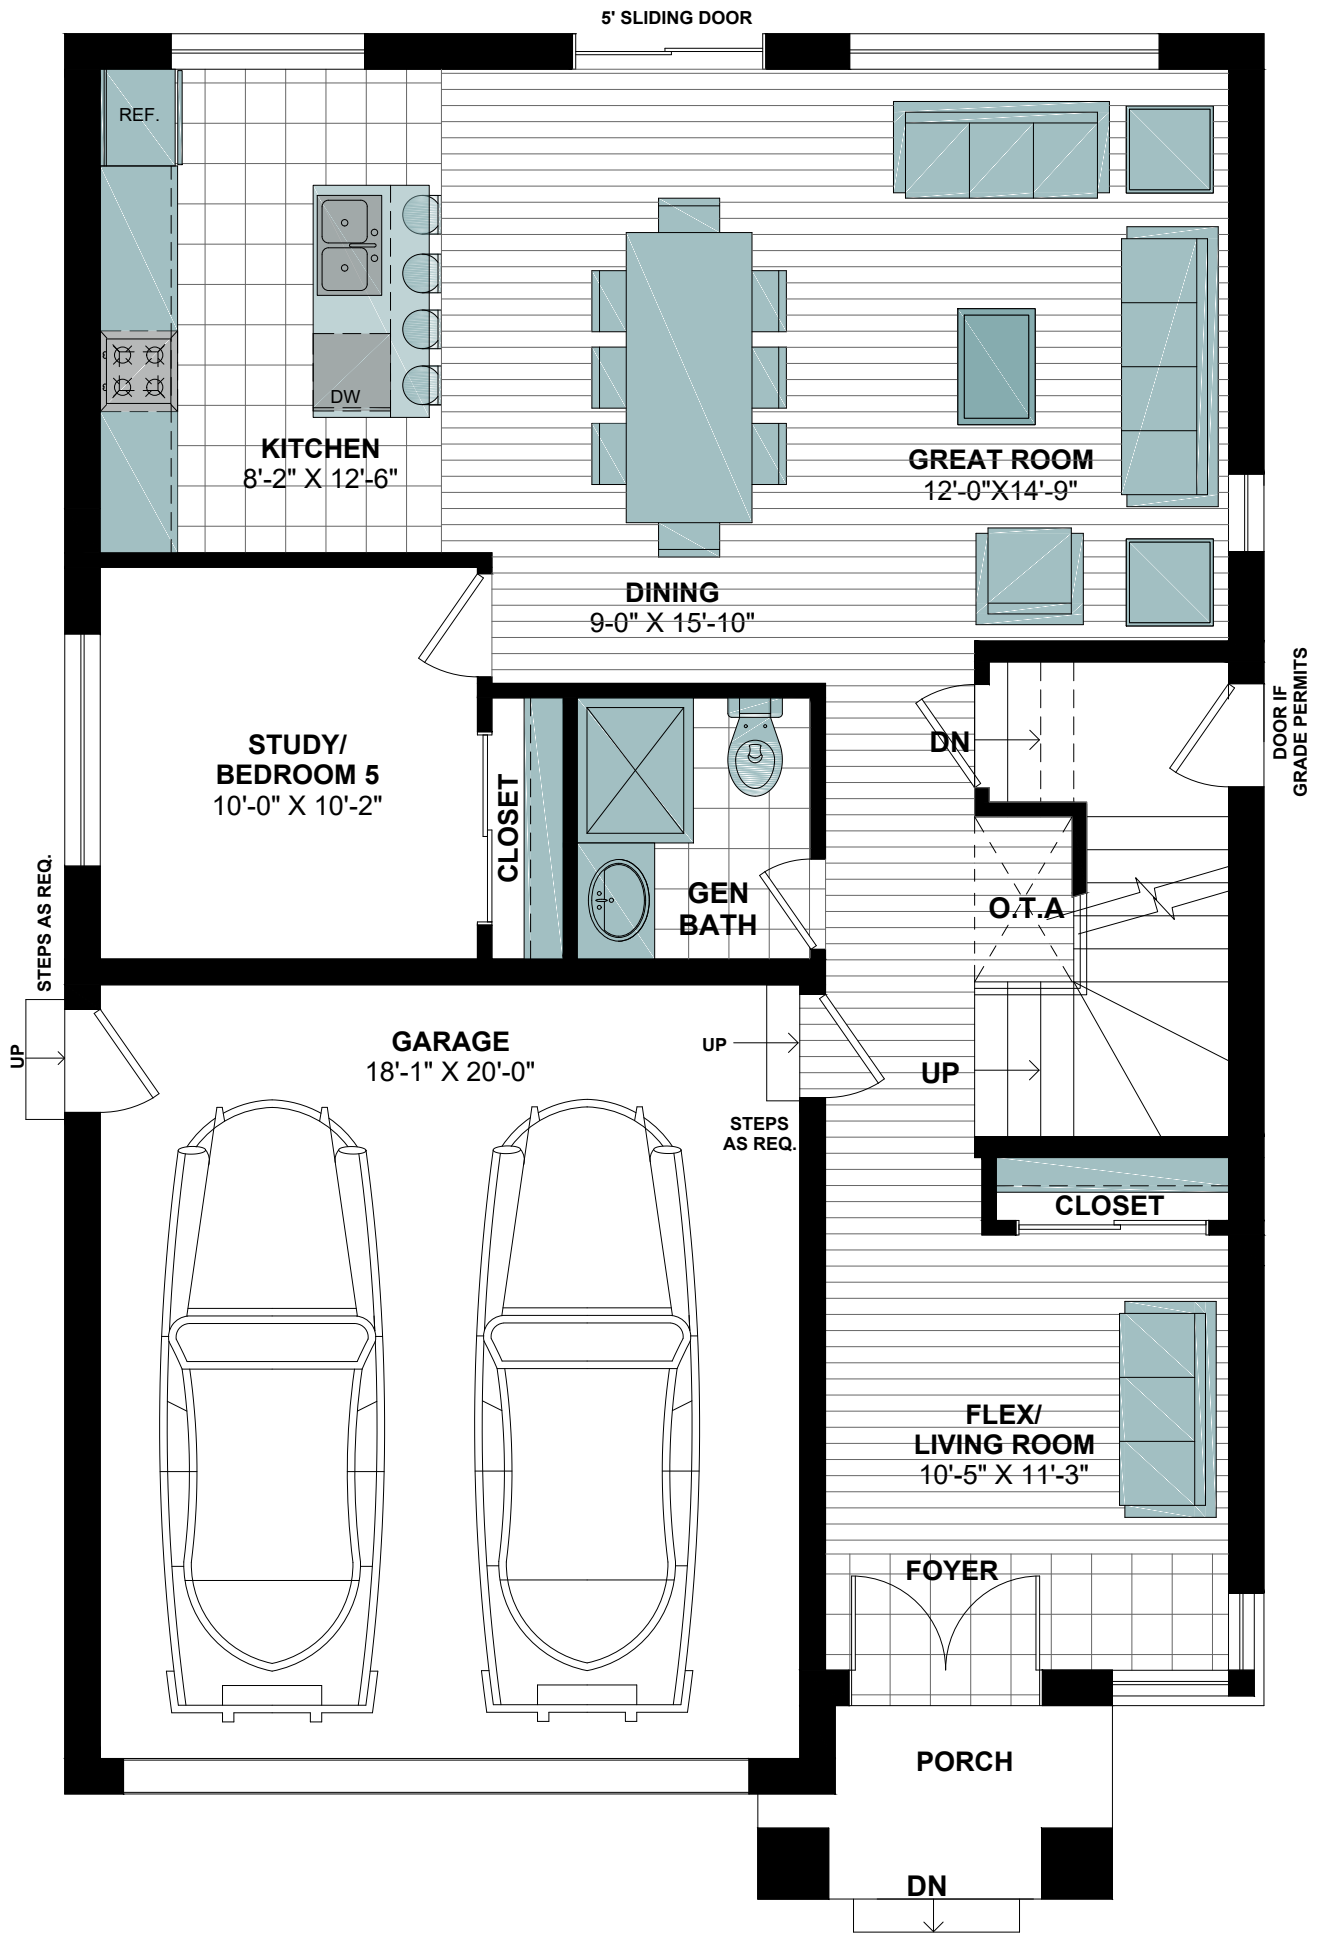 5' SLIDING DOOR
REF.
DW
KITCHEN
8'-2" X 12'-6"
GREAT ROOM
12'-0"X14'-9"
DINING
9-0" X 15'-10"
DOOR IF
GRADE PERMITS
DN
STUDY/
BEDROOM 5
10'-0" X 10'-2"
CLOSET
GEN
BATH
O.T.A
STEPS AS REQ.
UP
GARAGE
18'-1" X 20'-0"
UP
STEPS
AS REQ.
UP
CLOSET
FLEX/
LIVING ROOM
10'-5" X 11'-3"
FOYER
PORCH
DN